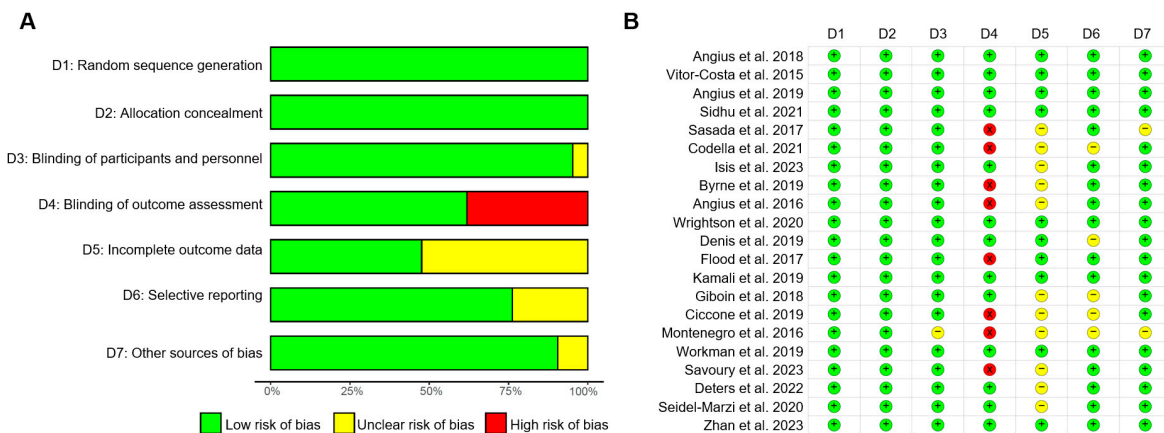 A
D1: Random sequence generation
D2: Allocation concealment
D3: Blinding of participants and personnel
D4: Blinding of outcome assessment
D5: Incomplete outcome data
D6: Selective reporting
D7: Other sources of bias
0% 25% 50% 75% 100%
Low risk of bias Unclear risk of bias High risk of bias
B
D1 D2 D3 D4 D5 D6 D7
Angius et al. 2018 + + + + + + +
Vitor-Costa et al. 2015 + + + + + + +
Angius et al. 2019 + + + + + + +
Sidhu et al. 2021 + + + + + + +
Sasada et al. 2017 + + + x − + −
Codella et al. 2021 + + + x − − +
Isis et al. 2023 + + + + − + +
Byrne et al. 2019 + + + x − + +
Angius et al. 2016 + + + x − + +
Wrightson et al. 2020 + + + + + + +
Denis et al. 2019 + + + + + − +
Flood et al. 2017 + + + x + + +
Kamali et al. 2019 + + + + + + +
Giboin et al. 2018 + + + + − − +
Ciccone et al. 2019 + + + x − − +
Montenegro et al. 2016 + + − x − − −
Workman et al. 2019 + + + + + + +
Savoury et al. 2023 + + + x − + +
Deters et al. 2022 + + + + − + +
Seidel-Marzi et al. 2020 + + + + − + +
Zhan et al. 2023 + + + + + + +